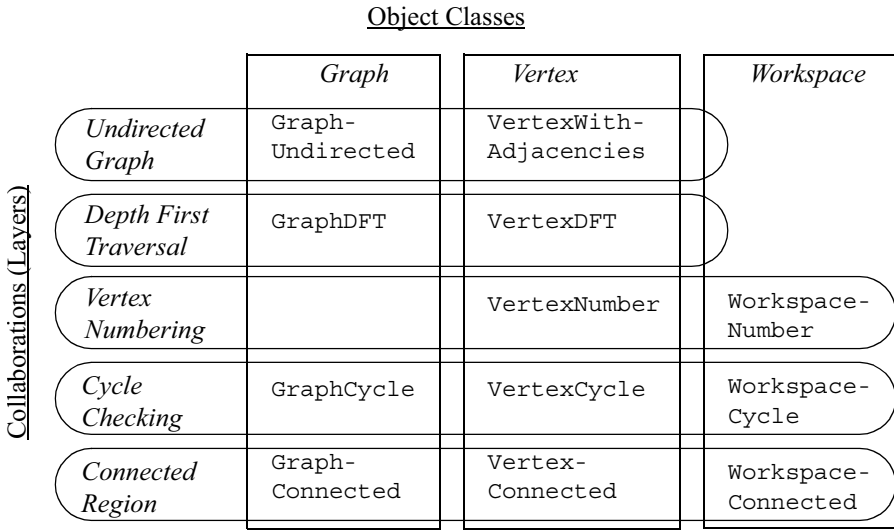 Object Classes
Graph Vertex Workspace
Undirected Graph- VertexWith-
Graph Undirected Adjacencies
Depth First GraphDFT VertexDFT
Traversal
Vertex VertexNumber Workspace-
Numbering Number
Cycle GraphCycle VertexCycle Workspace-
Checking Cycle
Connected Graph- Vertex- Workspace-
Region Connected Connected Connected
Collaborations (Layers)